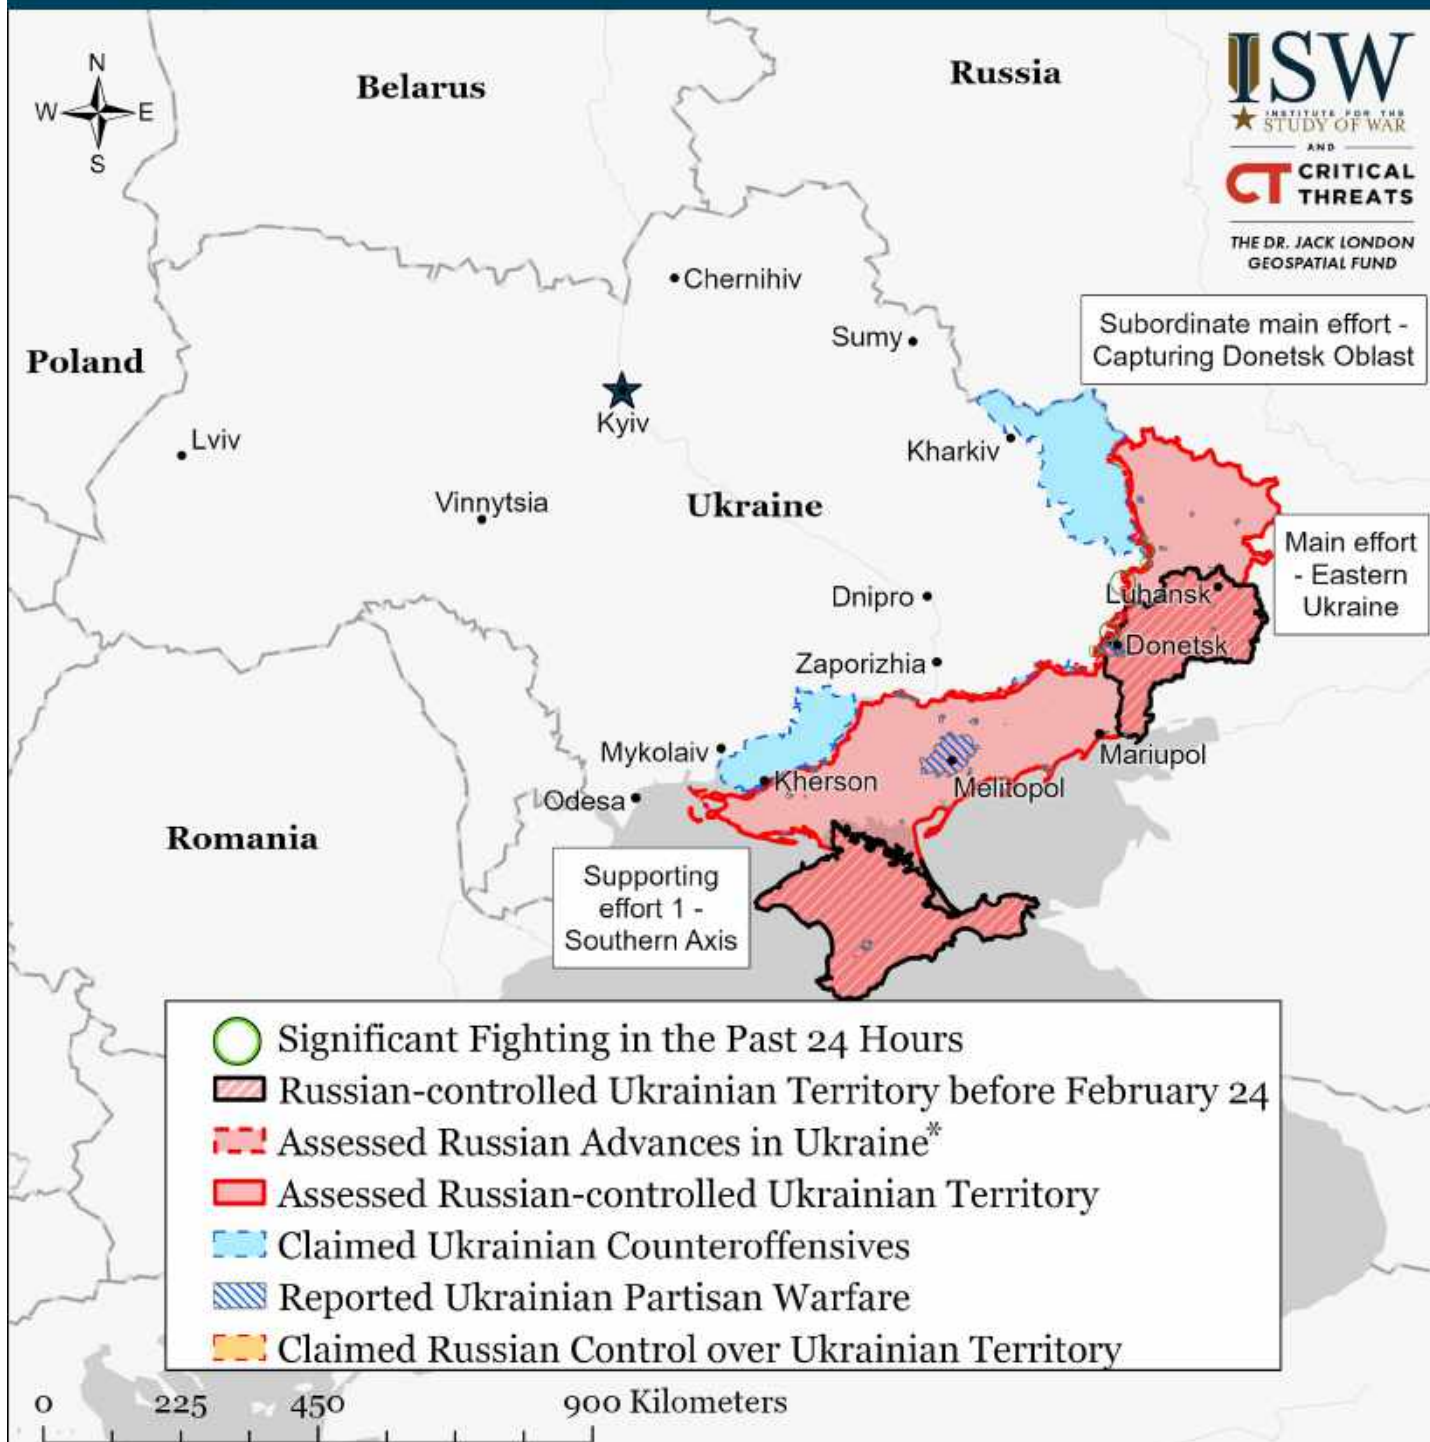 N
W
E
S
Belarus
Russia
ISW
INSTITUTE FOR THE
STUDY OF WAR
AND
CT CRITICAL
THREATS
THE DR. JACK LONDON
GEOSPATIAL FUND
Chernihiv
Sumy
Subordinate main effort -
Capturing Donetsk Oblast
Poland
Kyiv
Lviv
Kharkiv
Vinnytsia
Ukraine
Main effort
- Eastern
Ukraine
Dnipro
Luhansk
Donetsk
Zaporizhia
Mykolaiv
Mariupol
Kherson
Melitopol
Odesa
Romania
Supporting
effort 1 -
Southern Axis
Significant Fighting in the Past 24 Hours
Russian-controlled Ukrainian Territory before February 24
Assessed Russian Advances in Ukraine*
Assessed Russian-controlled Ukrainian Territory
Claimed Ukrainian Counteroffensives
Reported Ukrainian Partisan Warfare
Claimed Russian Control over Ukrainian Territory
0 225 450 900 Kilometers